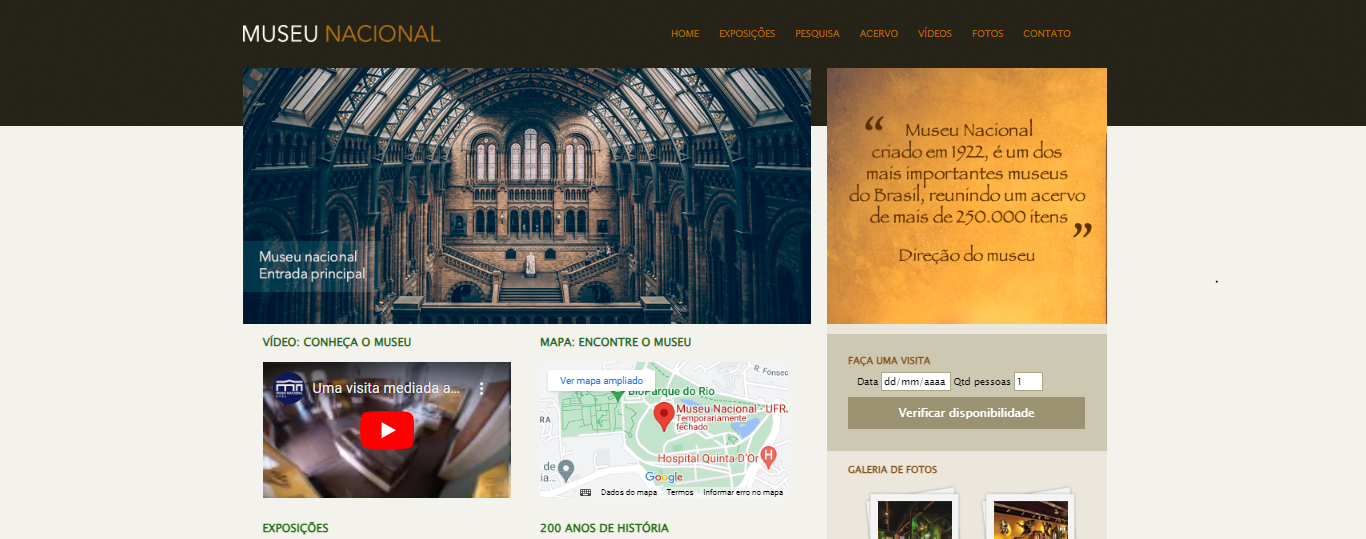 MUSEU NACIONAL
HOME EXPOSIÇÕES PESQUISA ACERVO VÍDEOS FOTOS CONTATO
Museu nacional
Entrada principal
“ Museu Nacional
criado em 1922, é um dos
mais importantes museus
do Brasil, reunindo um acervo
de mais de 250.000 itens ”
Direção do museu
VÍDEO: CONHEÇA O MUSEU
Uma visita mediada a...
MAPA: ENCONTRE O MUSEU
Ver mapa ampliado
R. Fonsec
BioParque do Rio
Museu Nacional - UFRJ
Temporariamente
fechado
ARA
Hospital Quinta D'Or
de
ia...
Google
Dados do mapa Termos Informar erro no mapa
FAÇA UMA VISITA
Data dd/mm/aaaa Qtd pessoas 1
Verificar disponibilidade
GALERIA DE FOTOS
EXPOSIÇÕES
200 ANOS DE HISTÓRIA